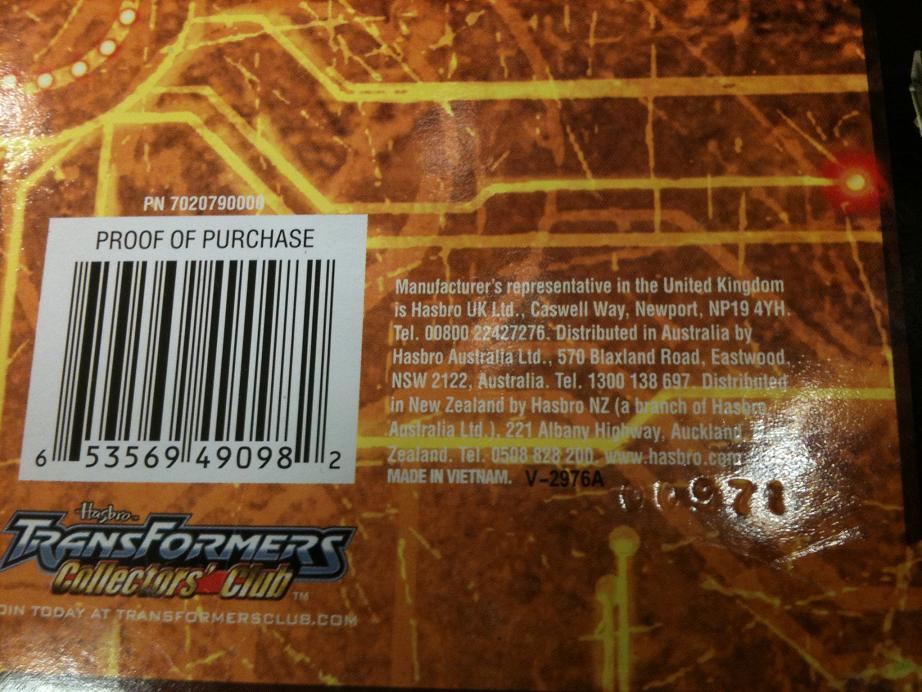 PN 7020790000
PROOF OF PURCHASE
6 53569 49098 2
Manufacturer's representative in the United Kingdom
is Hasbro UK Ltd., Caswell Way, Newport, NP19 4YH.
Tel. 00800 22427276. Distributed in Australia by
Hasbro Australia Ltd., 570 Blaxland Road, Eastwood,
NSW 2122, Australia. Tel. 1300 138 697. Distributed
in New Zealand by Hasbro NZ (a branch of Hasbro
Australia Ltd.), 221 Albany Highway, Auckland,
Zealand. Tel. 0508 828 200. www.hasbro.com
MADE IN VIETNAM. V-2976A
Hasbro
TRANSFORMERS
Collectors' Club™
JOIN TODAY AT TRANSFORMERSCLUB.COM